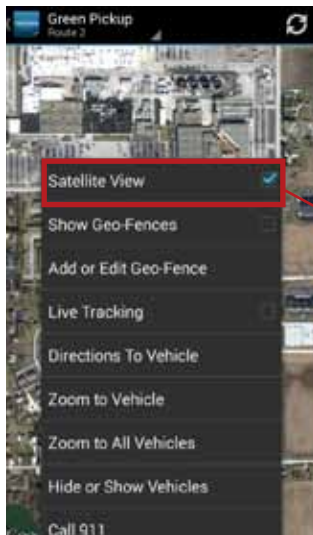 Green Pickup
Route 2
Satellite View
Show Geo-Fences
Add or Edit Geo-Fence
Live Tracking
Directions To Vehicle
Zoom to Vehicle
Zoom to All Vehicles
Hide or Show Vehicles
Call 911